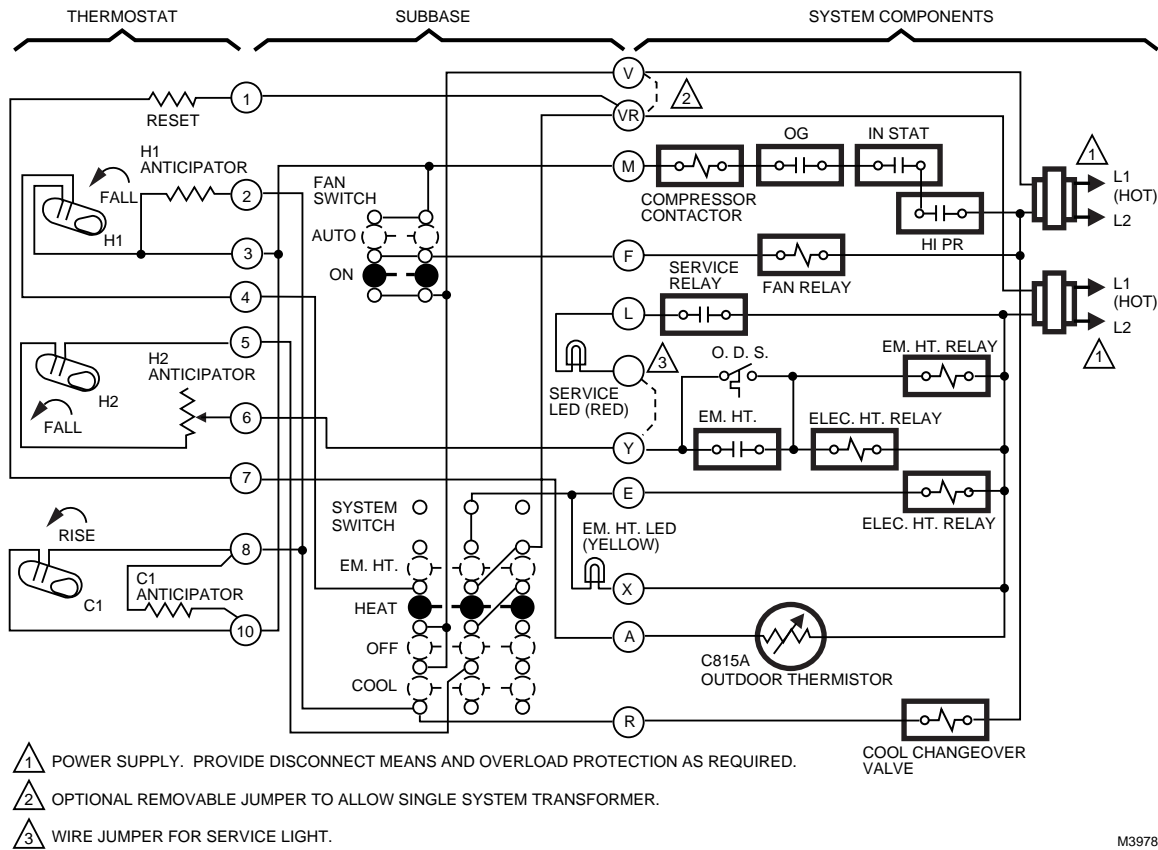 THERMOSTAT
SUBBASE
SYSTEM COMPONENTS
V
2
1
RESET
VR
OG
IN STAT
1
H1
ANTICIPATOR
M
L1
(HOT)
FALL
2
FAN
SWITCH
COMPRESSOR
CONTACTOR
L2
H1
AUTO
HI PR
3
F
SERVICE
RELAY
ON
FAN RELAY
L1
(HOT)
4
L
L2
5
3
O. D. S.
EM. HT. RELAY
1
H2
ANTICIPATOR
H2
SERVICE
LED (RED)
FALL
6
EM. HT.
ELEC. HT. RELAY
Y
7
E
SYSTEM
SWITCH
ELEC. HT. RELAY
RISE
EM. HT. LED
(YELLOW)
8
EM. HT.
C1
C1
ANTICIPATOR
X
HEAT
10
A
OFF
C815A
OUTDOOR THERMISTOR
COOL
R
COOL CHANGEOVER
VALVE
1 POWER SUPPLY. PROVIDE DISCONNECT MEANS AND OVERLOAD PROTECTION AS REQUIRED.
2 OPTIONAL REMOVABLE JUMPER TO ALLOW SINGLE SYSTEM TRANSFORMER.
3 WIRE JUMPER FOR SERVICE LIGHT.
M3978